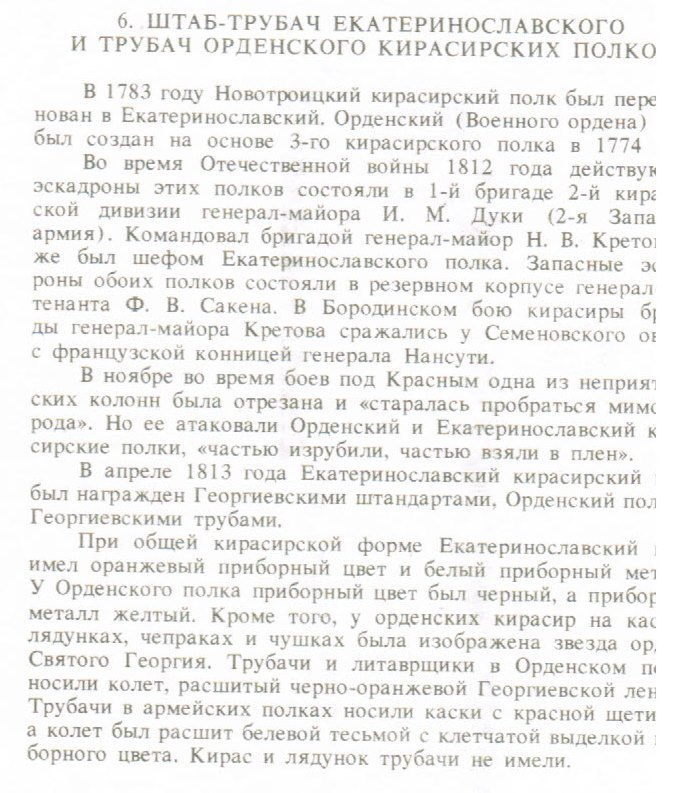 6. ШТАБ-ТРУБАЧ ЕКАТЕРИНОСЛАВСКОГО
И ТРУБАЧ ОРДЕНСКОГО КИРАСИРСКИХ ПОЛКО
В 1783 году Новотроицкий кирасирский полк был пере
нован в Екатеринославский. Орденский (Военного ордена)
был создан на основе 3-го кирасирского полка в 1774
Во время Отечественной войны 1812 года действую
эскадроны этих полков состояли в 1-й бригаде 2-й кира
ской дивизии генерал-майора И. М. Дуки (2-я Запа
армия). Командовал бригадой генерал-майор Н. В. Кретов
же был шефом Екатеринославского полка. Запасные эс
роны обоих полков состояли в резервном корпусе генерал
тенанта Ф. В. Сакена. В Бородинском бою кирасиры бр
ды генерал-майора Кретова сражались у Семеновского ов
с французской конницей генерала Нансути.
В ноябре во время боев под Красным одна из неприят
ских колонн была отрезана и «старалась пробраться мимо
рода». Но ее атаковали Орденский и Екатеринославский к
сирские полки, «частью изрубили, частью взяли в плен».
В апреле 1813 года Екатеринославский кирасирский
был награжден Георгиевскими штандартами, Орденский пол
Георгиевскими трубами.
При общей кирасирской форме Екатеринославский
имел оранжевый приборный цвет и белый приборный мет
У Орденского полка приборный цвет был черный, а прибор
металл желтый. Кроме того, у орденских кирасир на кас
лядунках, чепраках и чушках была изображена звезда ор
Святого Георгия. Трубачи и литаврщики в Орденском по
носили колет, расшитый черно-оранжевой Георгиевской лен
Трубачи в армейских полках носили каски с красной щети
а колет был расшит белевой тесьмой с клетчатой выделкой
борного цвета. Кирас и лядунок трубачи не имели.